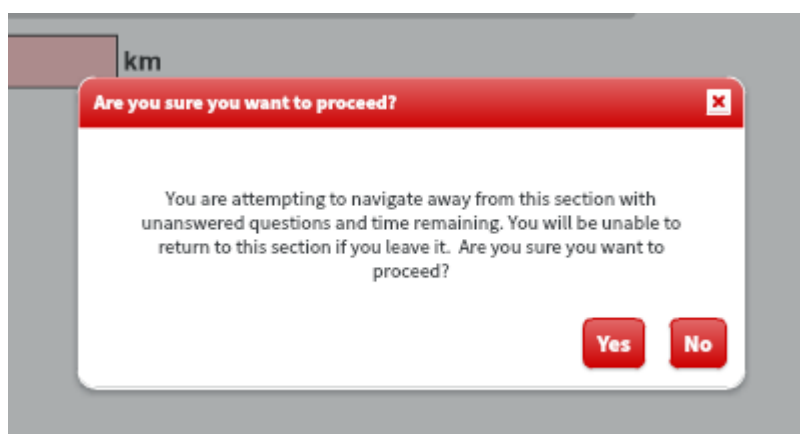 km
Are you sure you want to proceed?
You are attempting to navigate away from this section with
unanswered questions and time remaining. You will be unable to
return to this section if you leave it. Are you sure you want to
proceed?
Yes No